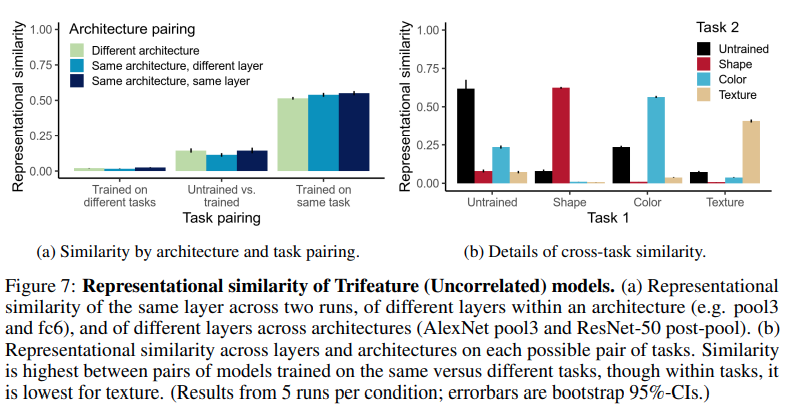 Representational similarity
1.00
0.75
0.50
0.25
0.00
Architecture pairing
Different architecture
Same architecture, different layer
Same architecture, same layer
Trained on
different tasks
Untrained vs.
trained
Trained on
same task
Task pairing
(a) Similarity by architecture and task pairing.
Representational similarity
1.00
0.75
0.50
0.25
0.00
Task 2
Untrained
Shape
Color
Texture
Untrained
Shape
Color
Texture
Task 1
(b) Details of cross-task similarity.
Figure 7: Representational similarity of Trifeature (Uncorrelated) models. (a) Representational
similarity of the same layer across two runs, of different layers within an architecture (e.g. pool3
and fc6), and of different layers across architectures (AlexNet pool3 and ResNet-50 post-pool). (b)
Representational similarity across layers and architectures on each possible pair of tasks. Similarity
is highest between pairs of models trained on the same versus different tasks, though within tasks, it
is lowest for texture. (Results from 5 runs per condition; errorbars are bootstrap 95%-CIs.)